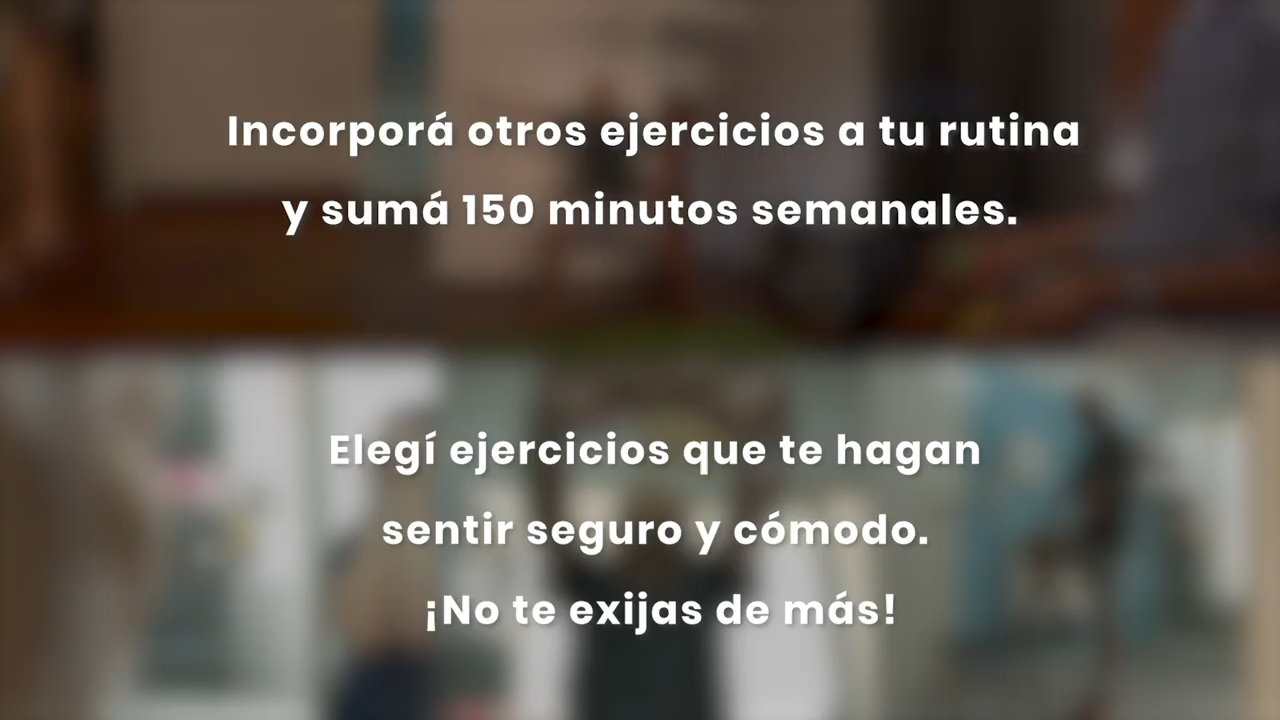 Incorporá otros ejercicios a tu rutina
y sumá 150 minutos semanales.
Elegí ejercicios que te hagan
sentir seguro y cómodo.
¡No te exijas de más!